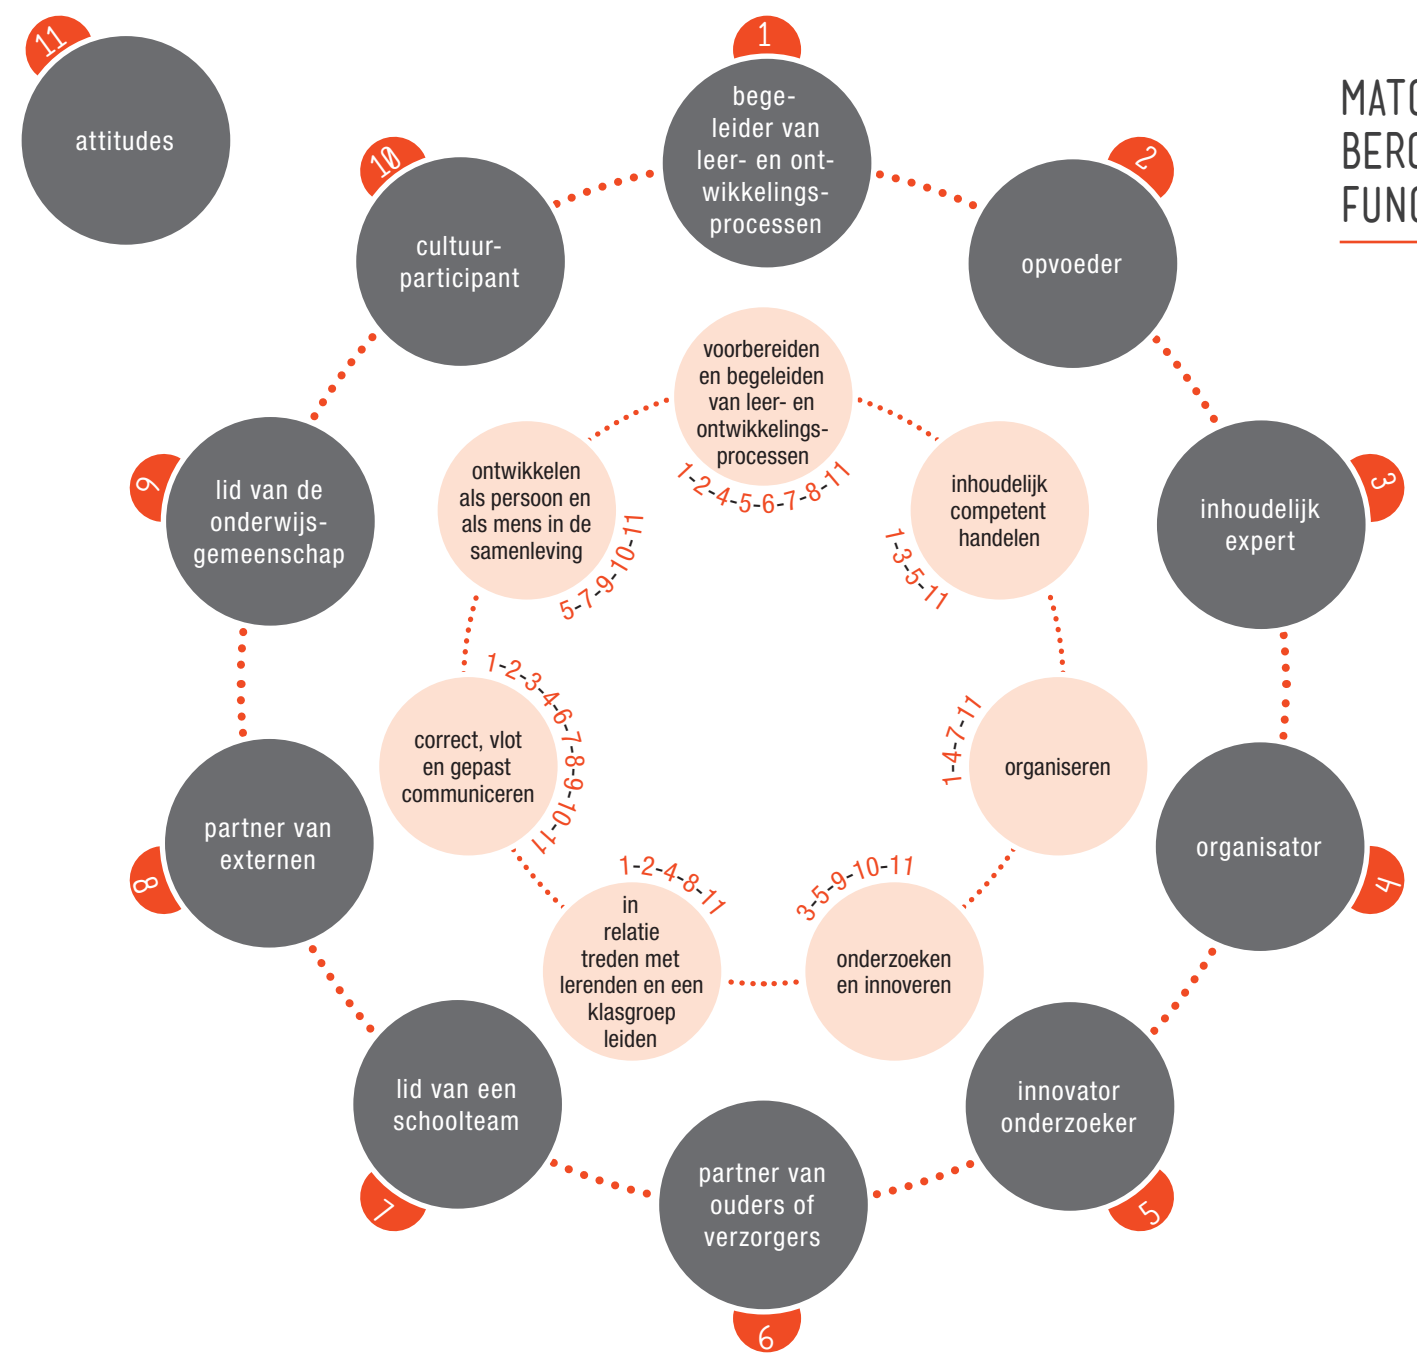 11
attitudes
1
bege-
leider van
leer- en ont-
wikkelings-
processen
2
opvoeder
3
inhoudelijk
expert
4
organisator
5
innovator
onderzoeker
6
partner van
ouders of
verzorgers
7
lid van een
schoolteam
8
partner van
externen
9
lid van de
onderwijs-
gemeenschap
10
cultuur-
participant
voorbereiden
en begeleiden
van leer- en
ontwikkelings-
processen
1-2-4-5-6-7-8-11
inhoudelijk
competent
handelen
1-3-5-11
organiseren
1-4-7-11
onderzoeken
en innoveren
3-5-9-10-11
in
relatie
treden met
lerenden en een
klasgroep
leiden
1-2-4-8-11
correct, vlot
en gepast
communiceren
1-2-3-4-6-7-8-9-10-11
ontwikkelen
als persoon en
als mens in de
samenleving
5-7-9-10-11